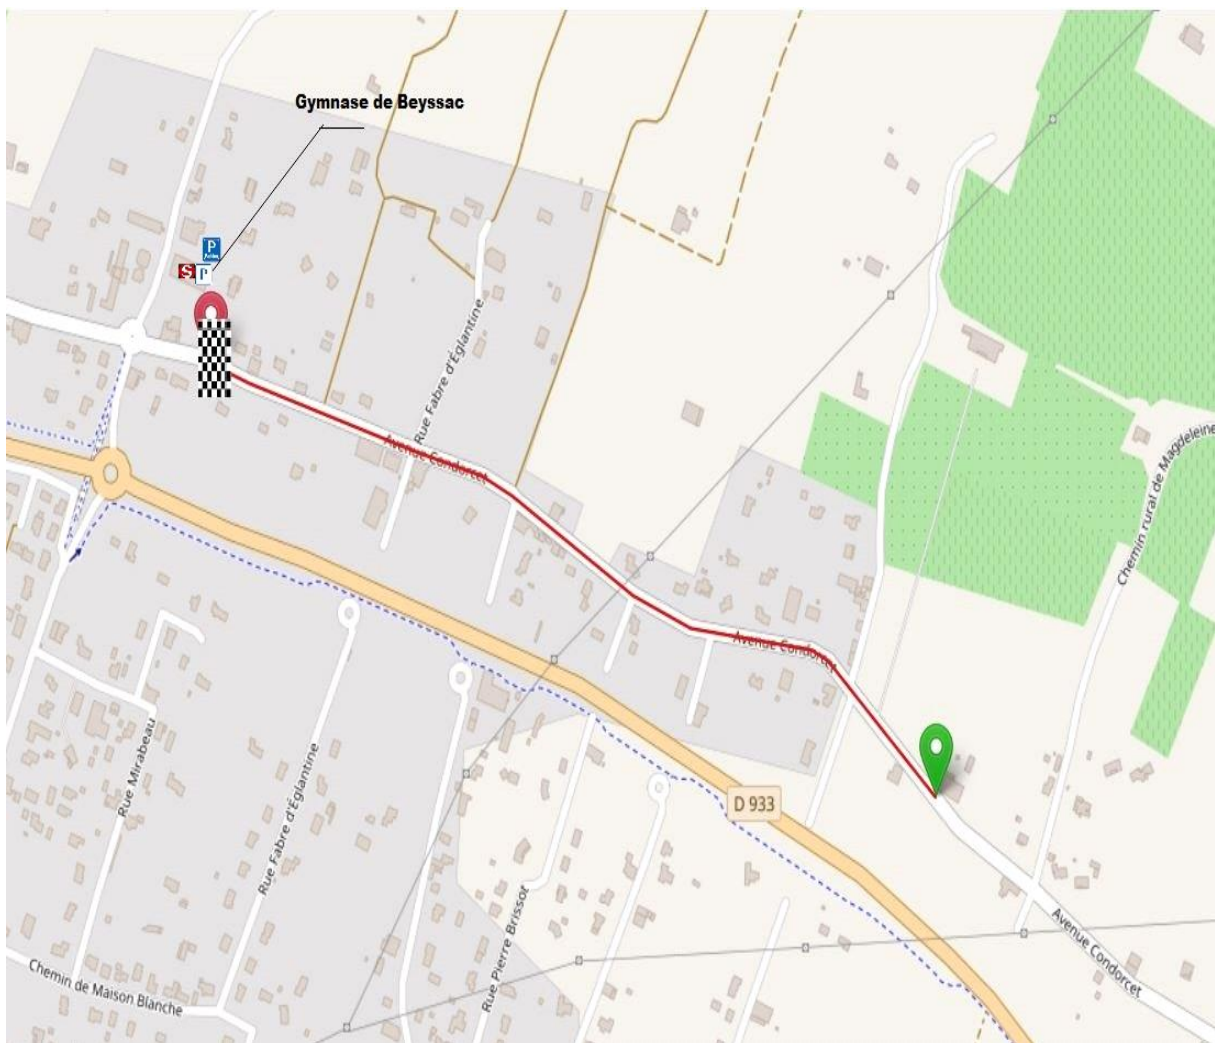 Gymnase de Beyssac
P
S P
Rue Fabre d'Églantine
Avenue Condorcet
Chemin rural de Magdeleine
Avenue Condorcet
D 933
Rue Mirabeau
Rue Fabre d'Églantine
Rue Pierre Brissot
Avenue Condorcet
Chemin de Maison Blanche